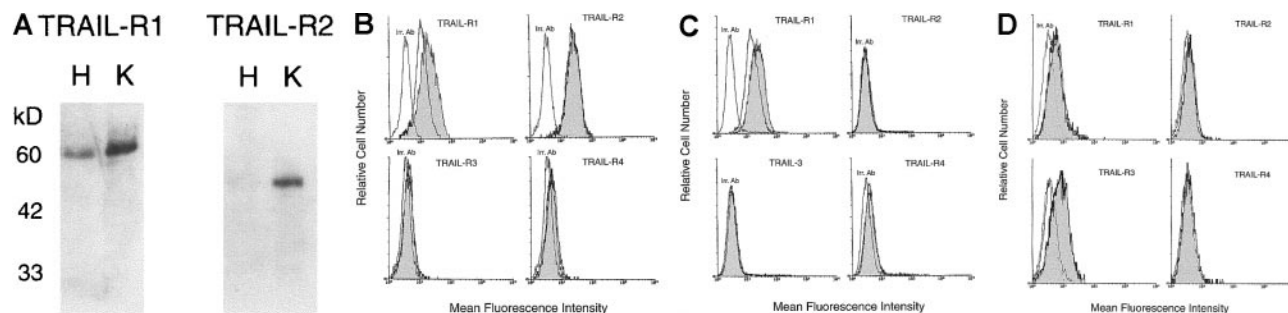 A TRAIL-R1 TRAIL-R2
H K H K
kD
60
42
33
B
TRAIL-R1
Irr. Ab
TRAIL-R2
Irr. Ab
TRAIL-R3
Irr. Ab
TRAIL-R4
Irr. Ab
Relative Cell Number
Mean Fluorescence Intensity
C
TRAIL-R1
Irr. Ab
TRAIL-R2
TRAIL-3
Irr. Ab
TRAIL-R4
Irr. Ab
Relative Cell Number
Mean Fluorescence Intensity
D
Irr. Ab
TRAIL-R1
TRAIL-R2
TRAIL-R3
Irr. Ab
TRAIL-R4
Relative Cell Number
Mean Fluorescence Intensity